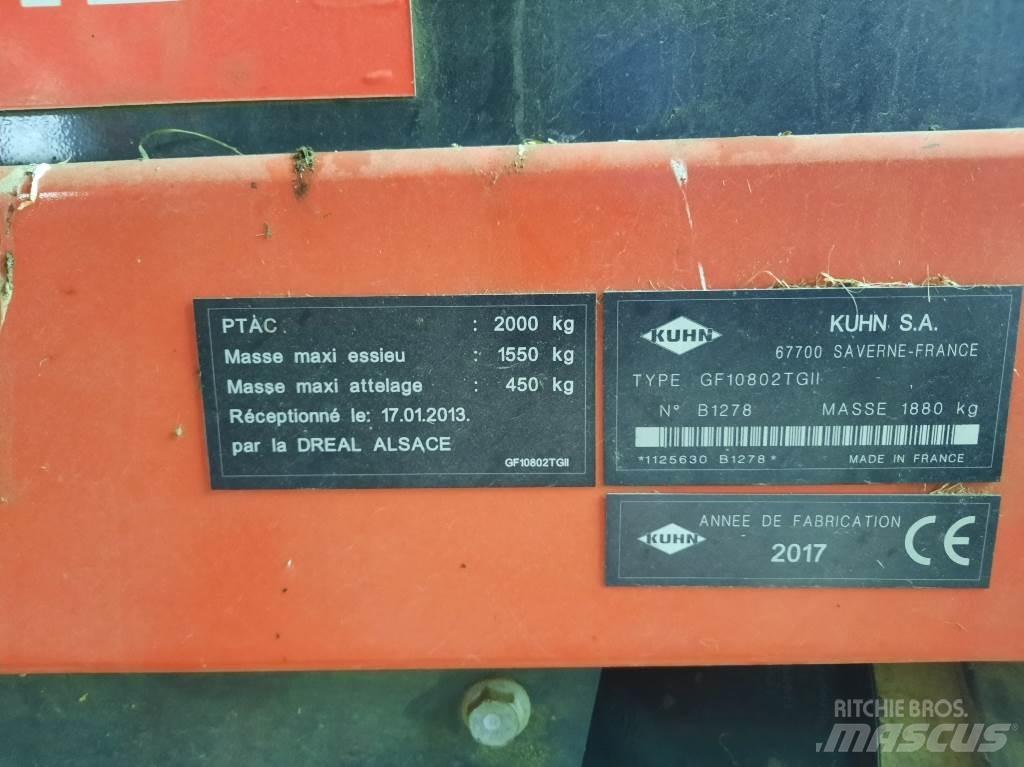 PTAC : 2000 kg
Masse maxi essieu : 1550 kg
Masse maxi attelage : 450 kg
Réceptionné le: 17.01.2013.
par la DREAL ALSACE
GF10802TGII
KUHN
KUHN S.A.
67700 SAVERNE-FRANCE
TYPE GF10802TGII
N° B1278 MASSE 1880 kg
*1125630 B1278* MADE IN FRANCE
KUHN
ANNEE DE FABRICATION
2017
CE
RITCHIE BROS.
MASCUS